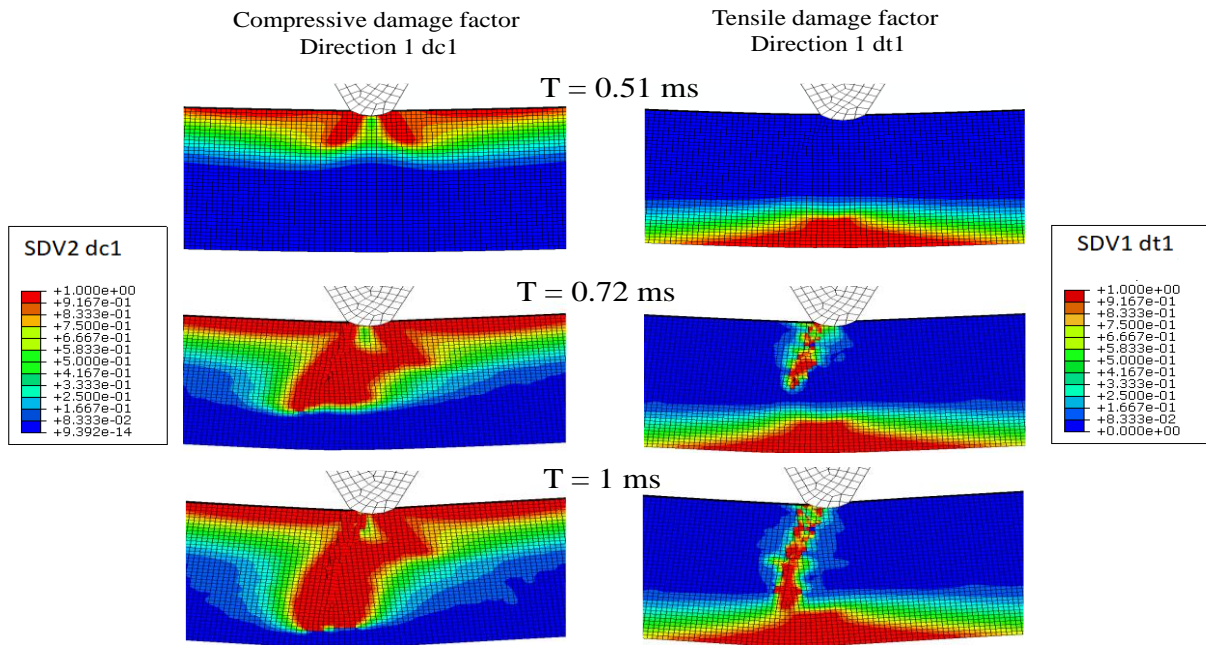 Compressive damage factor
Direction 1 dc1
Tensile damage factor
Direction 1 dt1
T = 0.51 ms
SDV2 dc1
+1.000e+00
+9.167e-01
+8.333e-01
+7.500e-01
+6.667e-01
+5.833e-01
+5.000e-01
+4.167e-01
+3.333e-01
+2.500e-01
+1.667e-01
+8.333e-02
+9.392e-14
SDV1 dt1
+1.000e+00
+9.167e-01
+8.333e-01
+7.500e-01
+6.667e-01
+5.833e-01
+5.000e-01
+4.167e-01
+3.333e-01
+2.500e-01
+1.667e-01
+8.333e-02
+0.000e+00
T = 0.72 ms
T = 1 ms